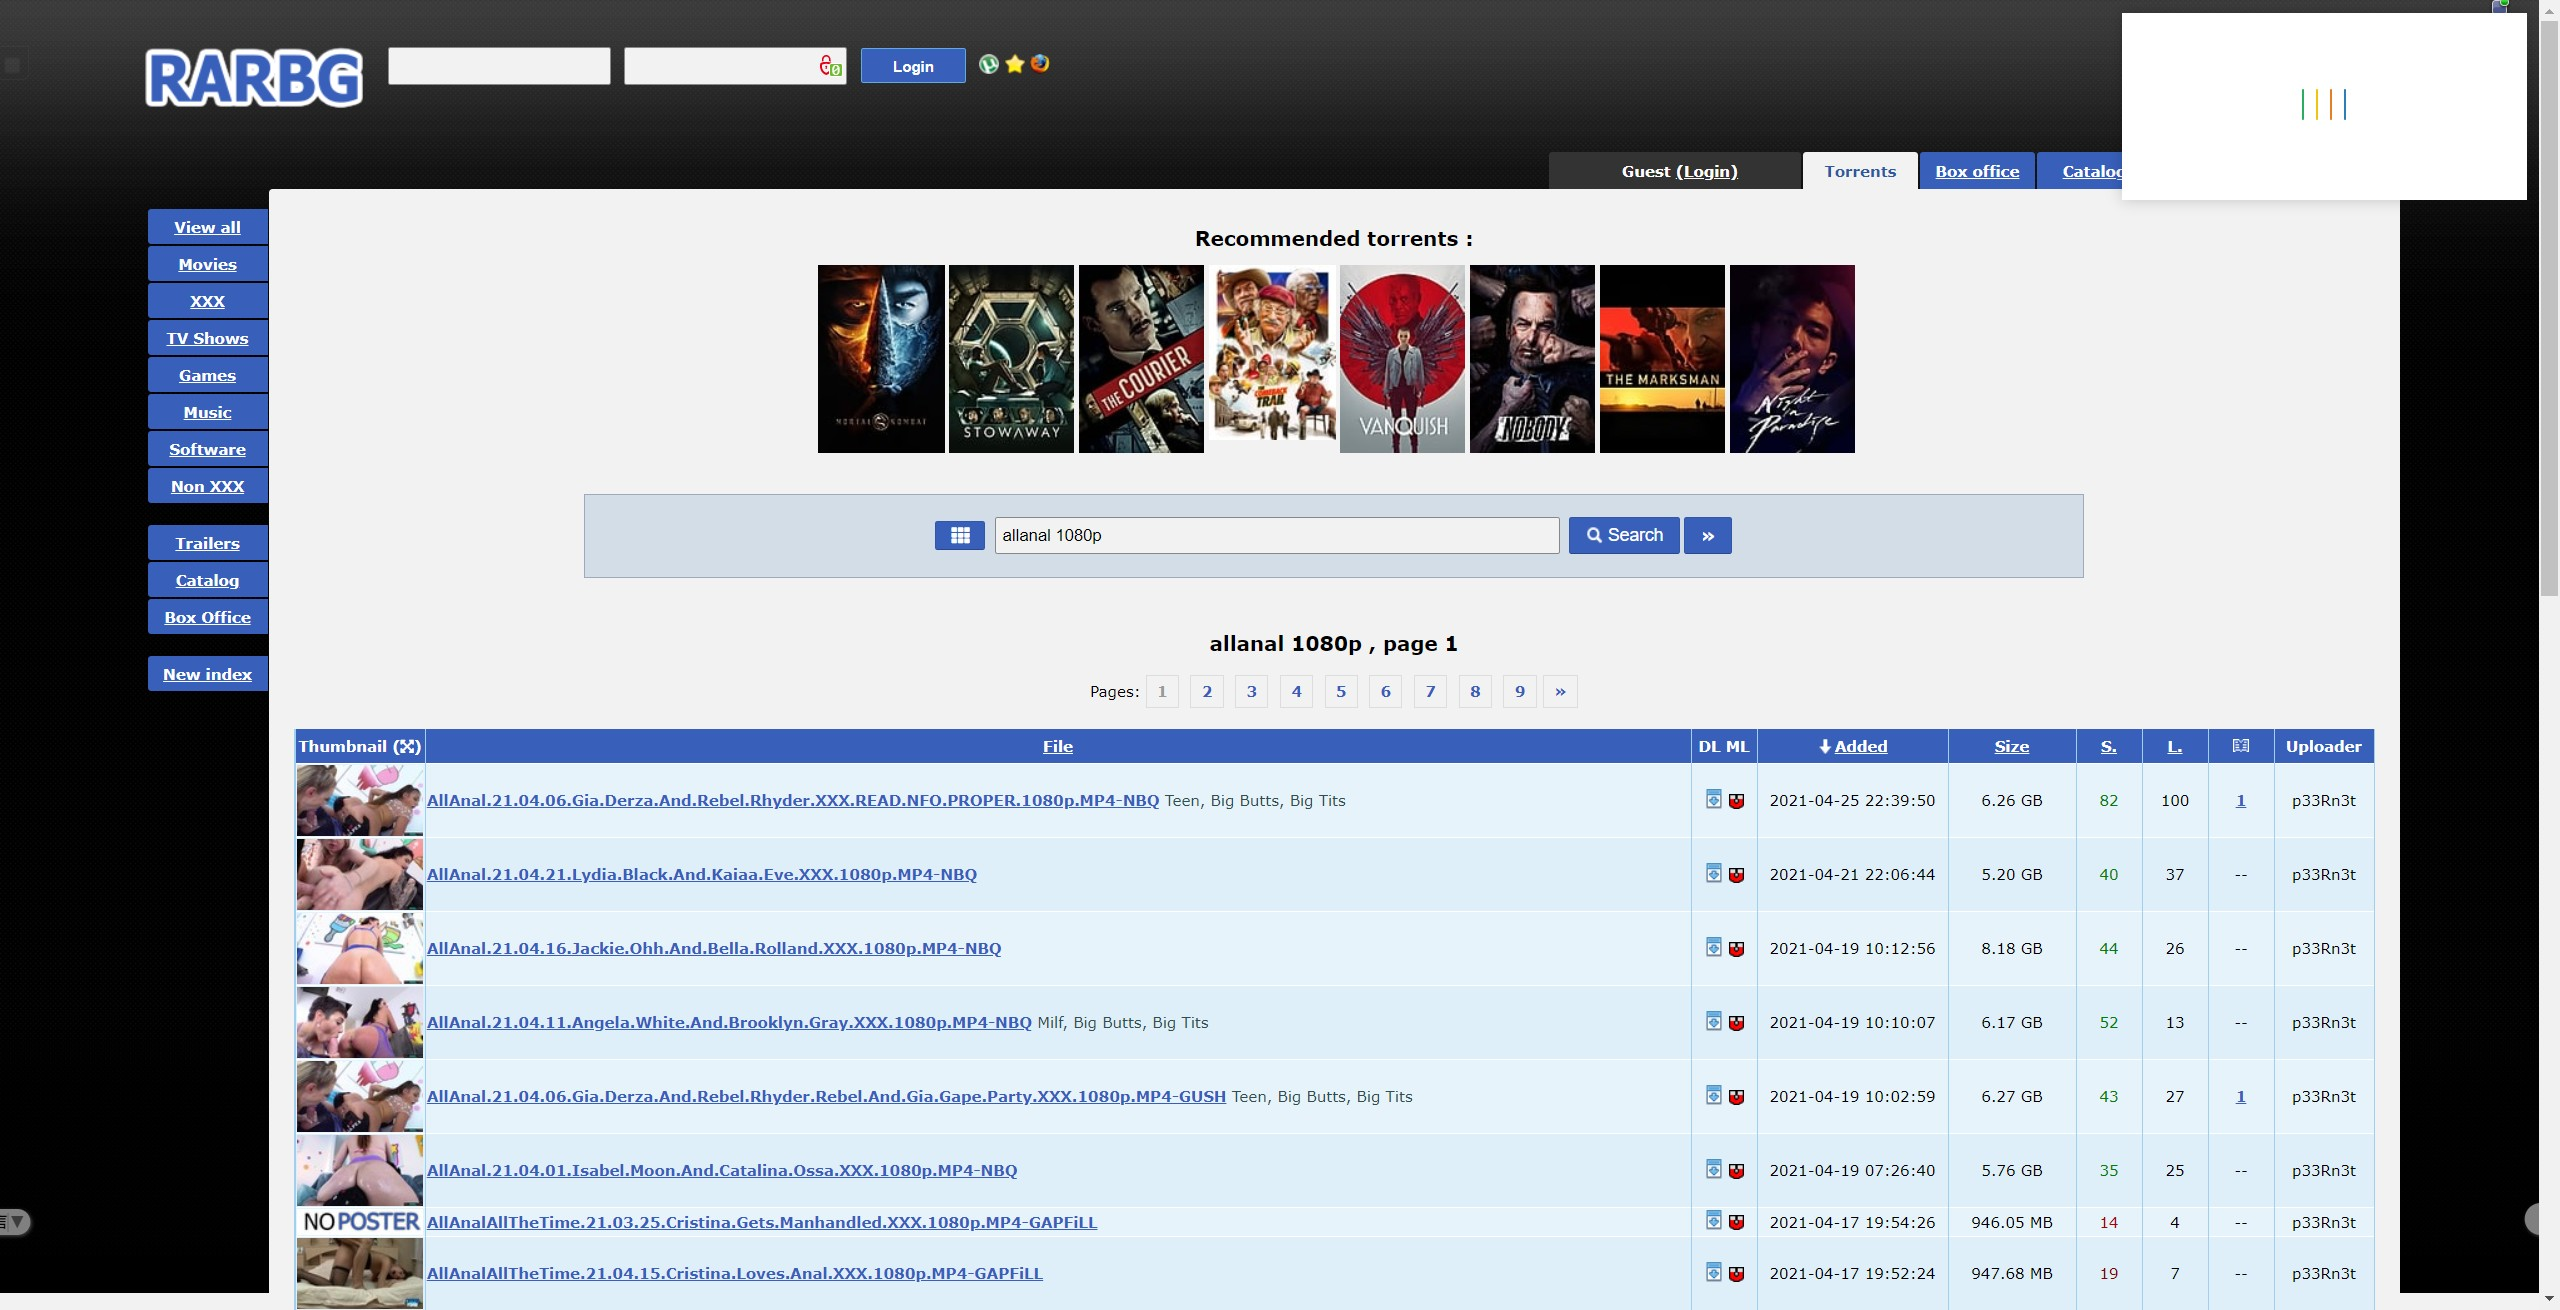 RARBG
Login
Guest (Login)
Torrents
Box office
Catalog
View all
Movies
XXX
TV Shows
Games
Music
Software
Non XXX
Trailers
Catalog
Box Office
New index
Recommended torrents :
MORTAL KOMBAT
STOWAWAY
THE COURIER
COMEBACK TRAIL
VANQUISH
NOBODY
THE MARKSMAN
Night in Paradise
allanal 1080p
Search »
allanal 1080p , page 1
Pages: 1 2 3 4 5 6 7 8 9 »
Thumbnail File DL ML Added Size S. L. Uploader
AllAnal.21.04.06.Gia.Derza.And.Rebel.Rhyder.XXX.READ.NFO.PROPER.1080p.MP4-NBQ Teen, Big Butts, Big Tits 2021-04-25 22:39:50 6.26 GB 82 100 1 p33Rn3t
AllAnal.21.04.21.Lydia.Black.And.Kaiaa.Eve.XXX.1080p.MP4-NBQ 2021-04-21 22:06:44 5.20 GB 40 37 -- p33Rn3t
AllAnal.21.04.16.Jackie.Ohh.And.Bella.Rolland.XXX.1080p.MP4-NBQ 2021-04-19 10:12:56 8.18 GB 44 26 -- p33Rn3t
AllAnal.21.04.11.Angela.White.And.Brooklyn.Gray.XXX.1080p.MP4-NBQ Milf, Big Butts, Big Tits 2021-04-19 10:10:07 6.17 GB 52 13 -- p33Rn3t
AllAnal.21.04.06.Gia.Derza.And.Rebel.Rhyder.Rebel.And.Gia.Gape.Party.XXX.1080p.MP4-GUSH Teen, Big Butts, Big Tits 2021-04-19 10:02:59 6.27 GB 43 27 1 p33Rn3t
AllAnal.21.04.01.Isabel.Moon.And.Catalina.Ossa.XXX.1080p.MP4-NBQ 2021-04-19 07:26:40 5.76 GB 35 25 -- p33Rn3t
NO POSTER AllAnalAllTheTime.21.03.25.Cristina.Gets.Manhandled.XXX.1080p.MP4-GAPFiLL 2021-04-17 19:54:26 946.05 MB 14 4 -- p33Rn3t
AllAnalAllTheTime.21.04.15.Cristina.Loves.Anal.XXX.1080p.MP4-GAPFiLL 2021-04-17 19:52:24 947.68 MB 19 7 -- p33Rn3t